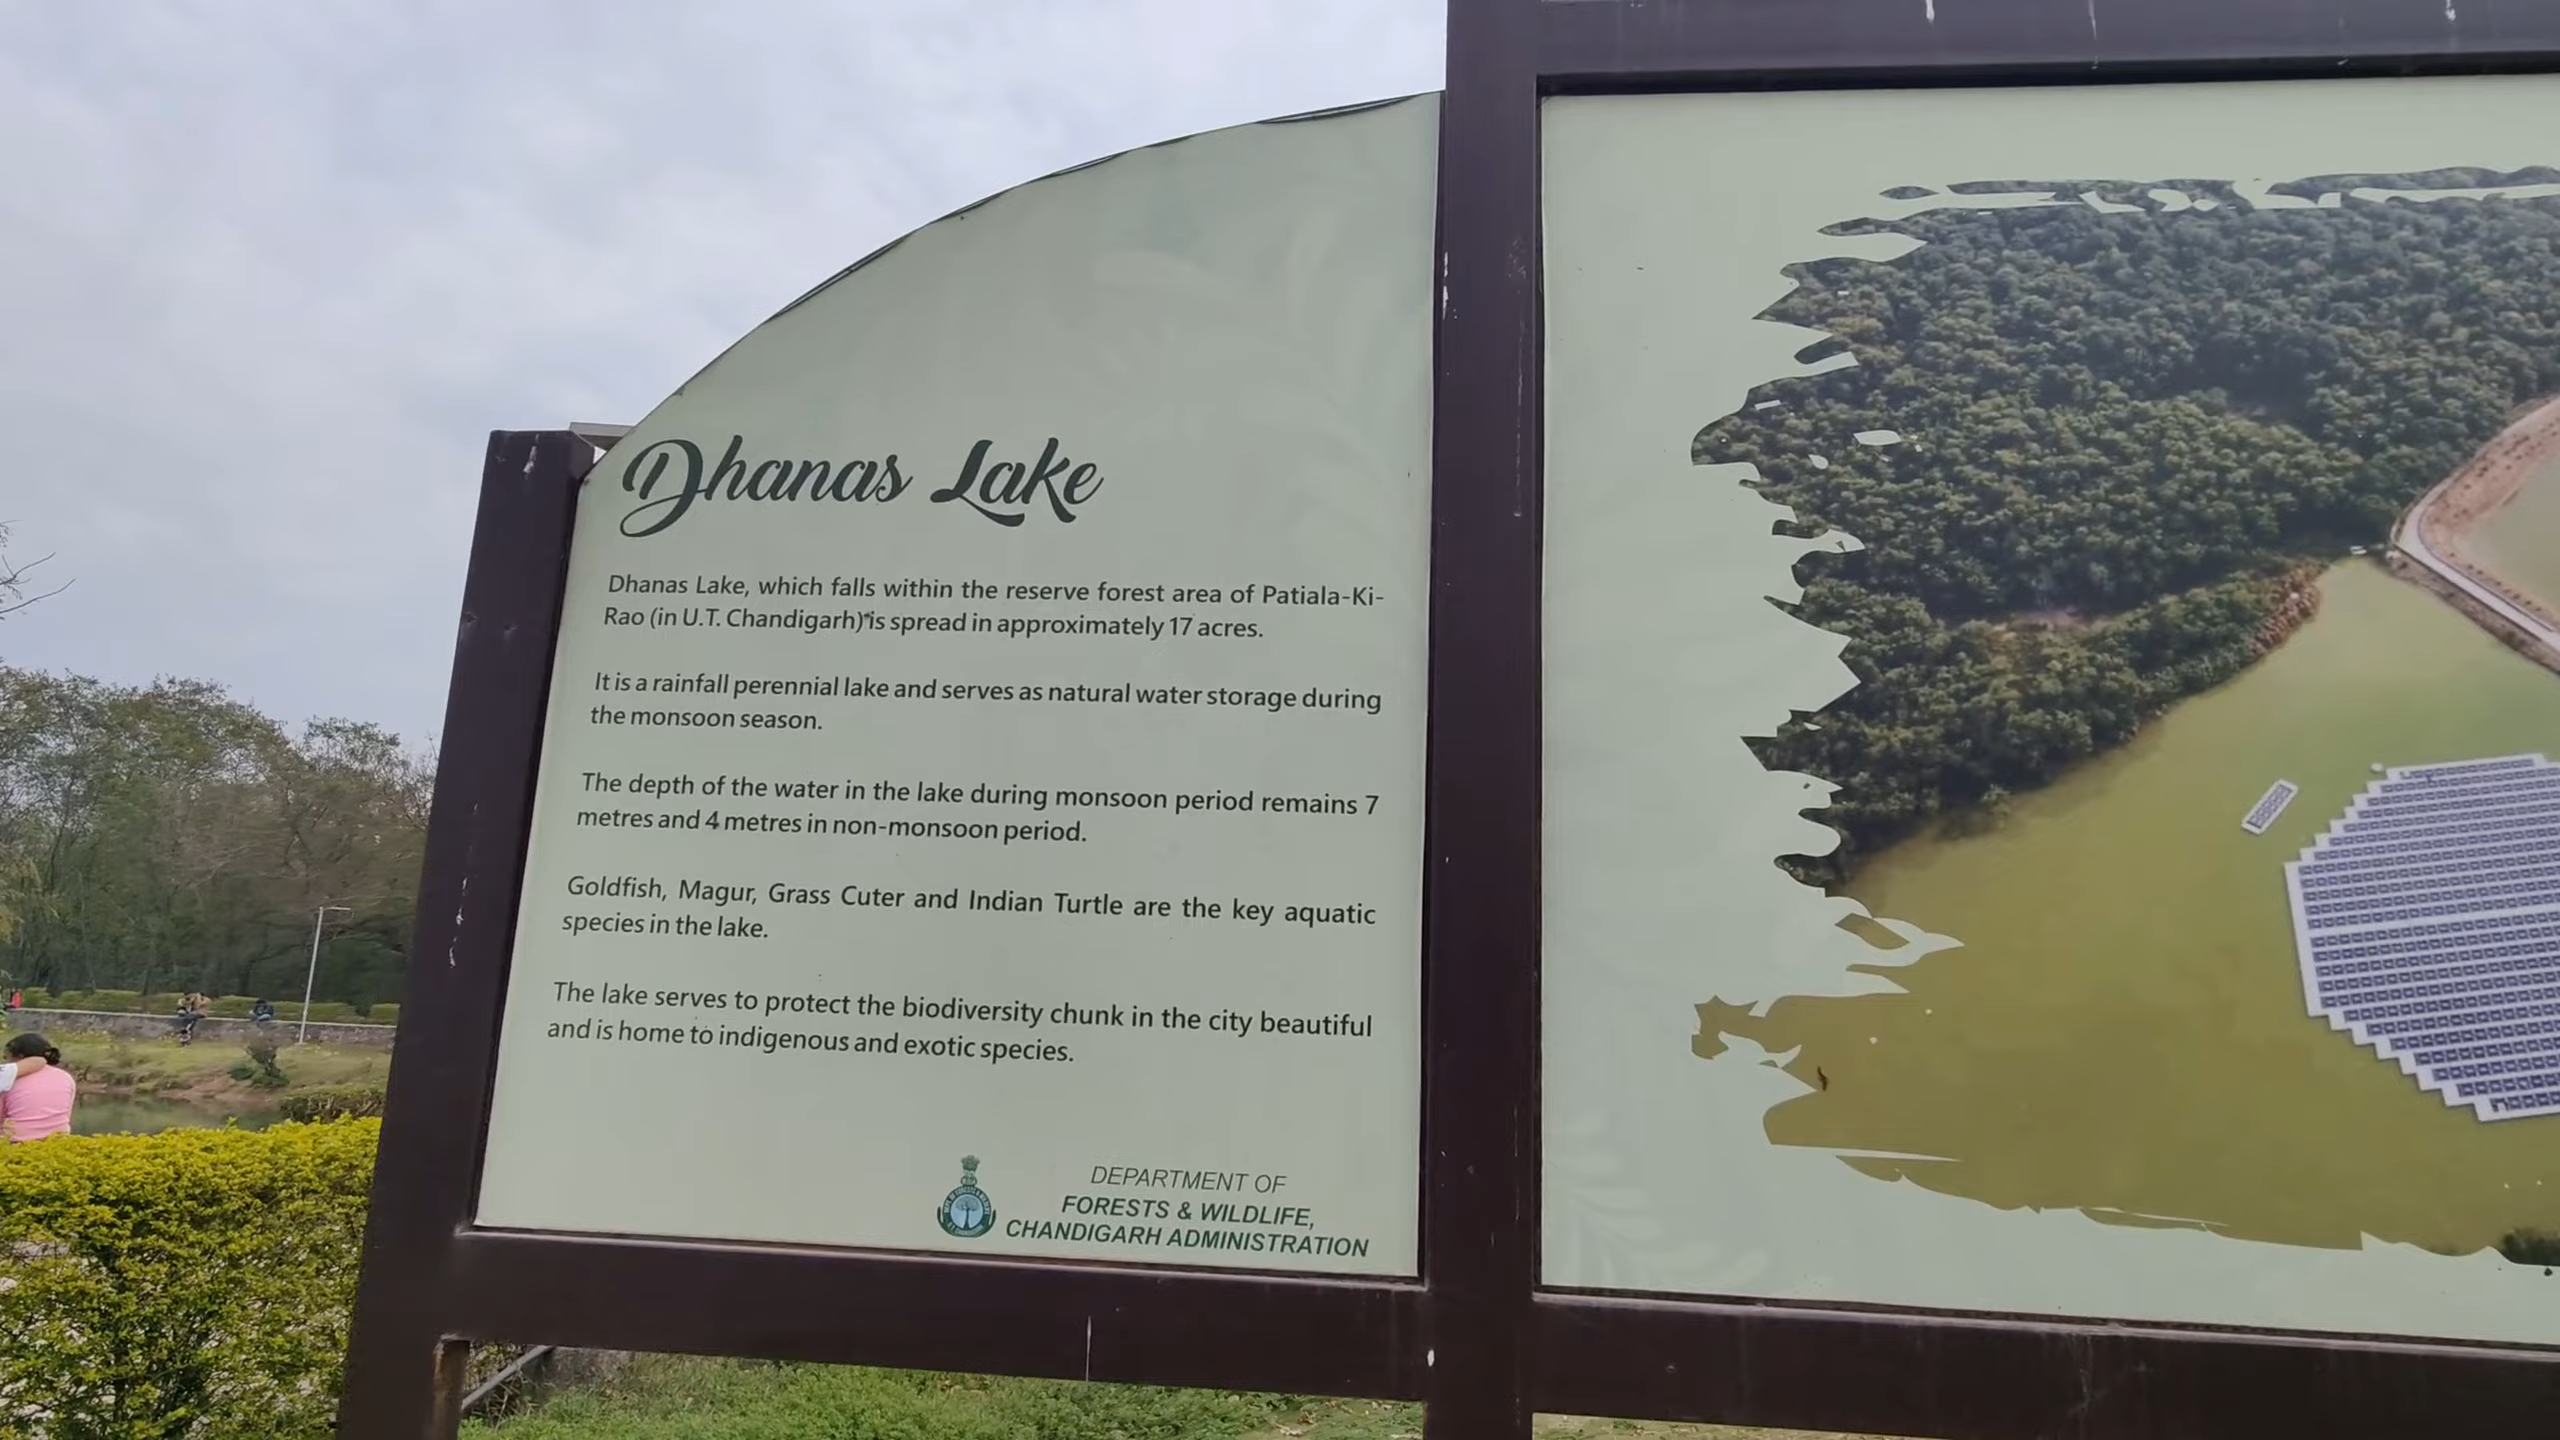 Dhanas Lake
Dhanas Lake, which falls within the reserve forest area of Patiala-Ki-
Rao (in U.T. Chandigarh) is spread in approximately 17 acres.
It is a rainfall perennial lake and serves as natural water storage during
the monsoon season.
The depth of the water in the lake during monsoon period remains 7
metres and 4 metres in non-monsoon period.
Goldfish, Magur, Grass Cuter and Indian Turtle are the key aquatic
species in the lake.
The lake serves to protect the biodiversity chunk in the city beautiful
and is home to indigenous and exotic species.
DEPARTMENT OF
FORESTS & WILDLIFE,
CHANDIGARH ADMINISTRATION